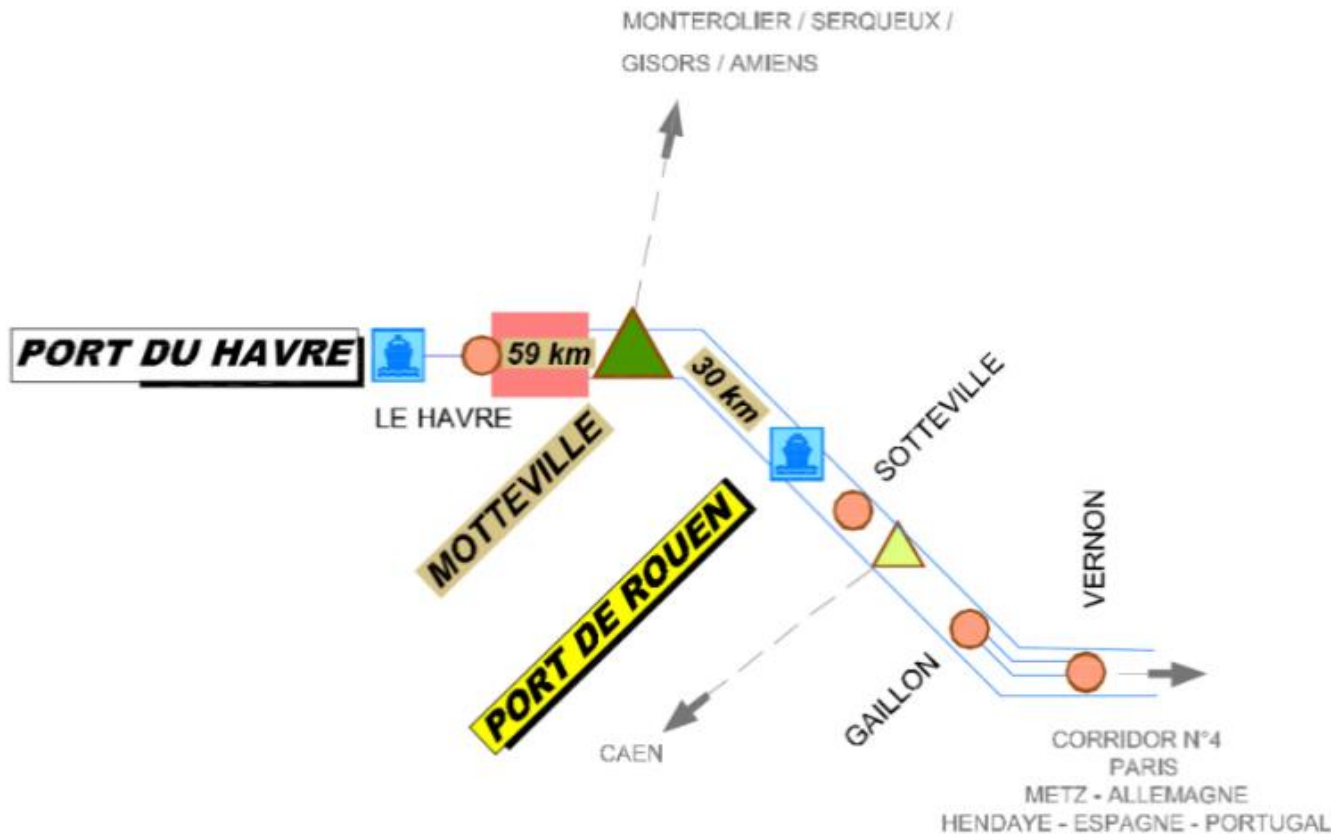 MONTEROLIER / SERQUEUX /
GISORS / AMIENS
PORT DU HAVRE
59 km
30 km
LE HAVRE
MOTTEVILLE
SOTTEVILLE
PORT DE ROUEN
VERNON
GAILLON
CAEN
CORRIDOR N°4
PARIS
METZ - ALLEMAGNE
HENDAYE - ESPAGNE - PORTUGAL